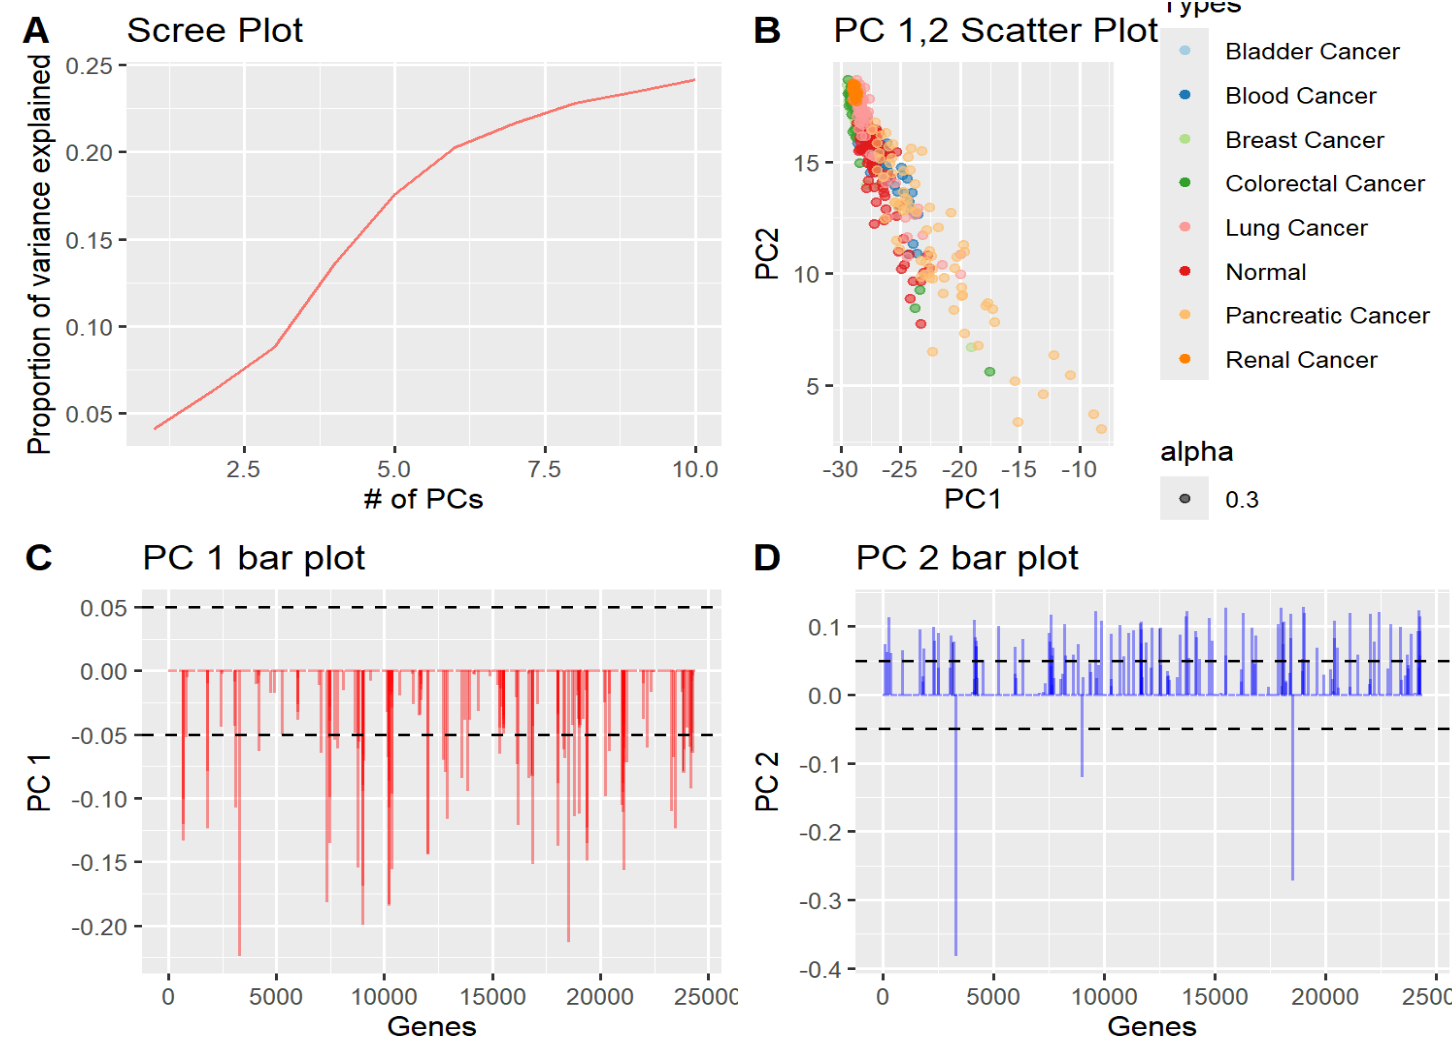 A Scree Plot
Proportion of variance explained
0.25
0.20
0.15
0.10
0.05
2.5 5.0 7.5 10.0
# of PCs
B PC 1,2 Scatter Plot
PC2
15
10
5
-30 -25 -20 -15 -10
PC1
Types
Bladder Cancer
Blood Cancer
Breast Cancer
Colorectal Cancer
Lung Cancer
Normal
Pancreatic Cancer
Renal Cancer
alpha
0.3
C PC 1 bar plot
PC 1
0.05
0.00
-0.05
-0.10
-0.15
-0.20
0 5000 10000 15000 20000 25000
Genes
D PC 2 bar plot
PC 2
0.1
0.0
-0.1
-0.2
-0.3
-0.4
0 5000 10000 15000 20000 2500
Genes